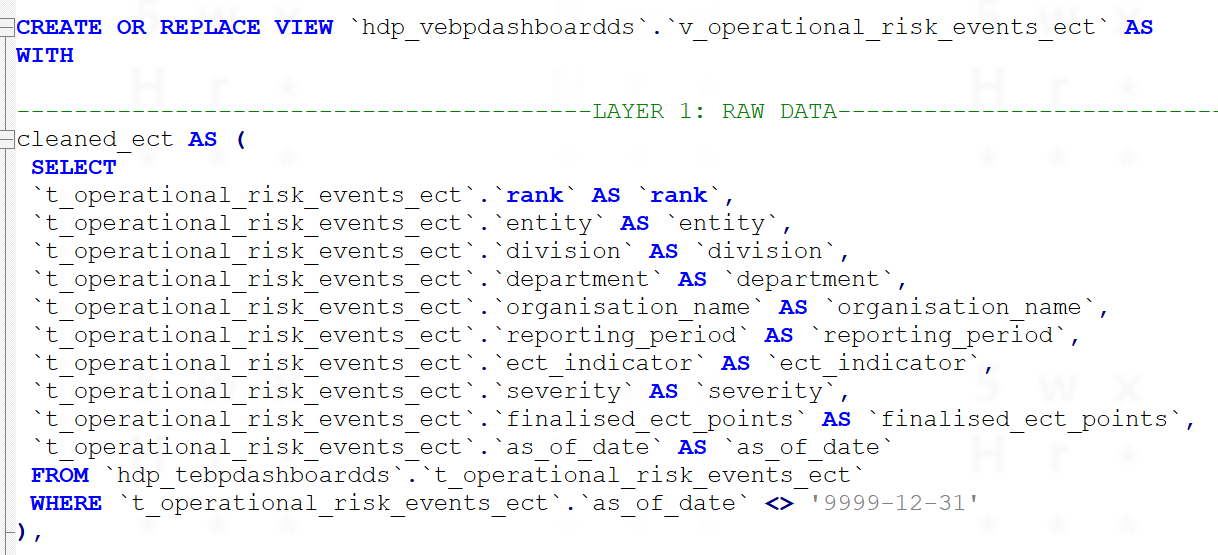 CREATE OR REPLACE VIEW `hdp_vebpdashboardds`.`v_operational_risk_events_ect` AS
WITH
----------------------------------------LAYER 1: RAW DATA---------------------------
cleaned_ect AS (
SELECT
`t_operational_risk_events_ect`.`rank` AS `rank`,
`t_operational_risk_events_ect`.`entity` AS `entity`,
`t_operational_risk_events_ect`.`division` AS `division`,
`t_operational_risk_events_ect`.`department` AS `department`,
`t_operational_risk_events_ect`.`organisation_name` AS `organisation_name`,
`t_operational_risk_events_ect`.`reporting_period` AS `reporting_period`,
`t_operational_risk_events_ect`.`ect_indicator` AS `ect_indicator`,
`t_operational_risk_events_ect`.`severity` AS `severity`,
`t_operational_risk_events_ect`.`finalised_ect_points` AS `finalised_ect_points`,
`t_operational_risk_events_ect`.`as_of_date` AS `as_of_date`
FROM `hdp_tebpdashboardds`.`t_operational_risk_events_ect`
WHERE `t_operational_risk_events_ect`.`as_of_date` <> '9999-12-31'
),